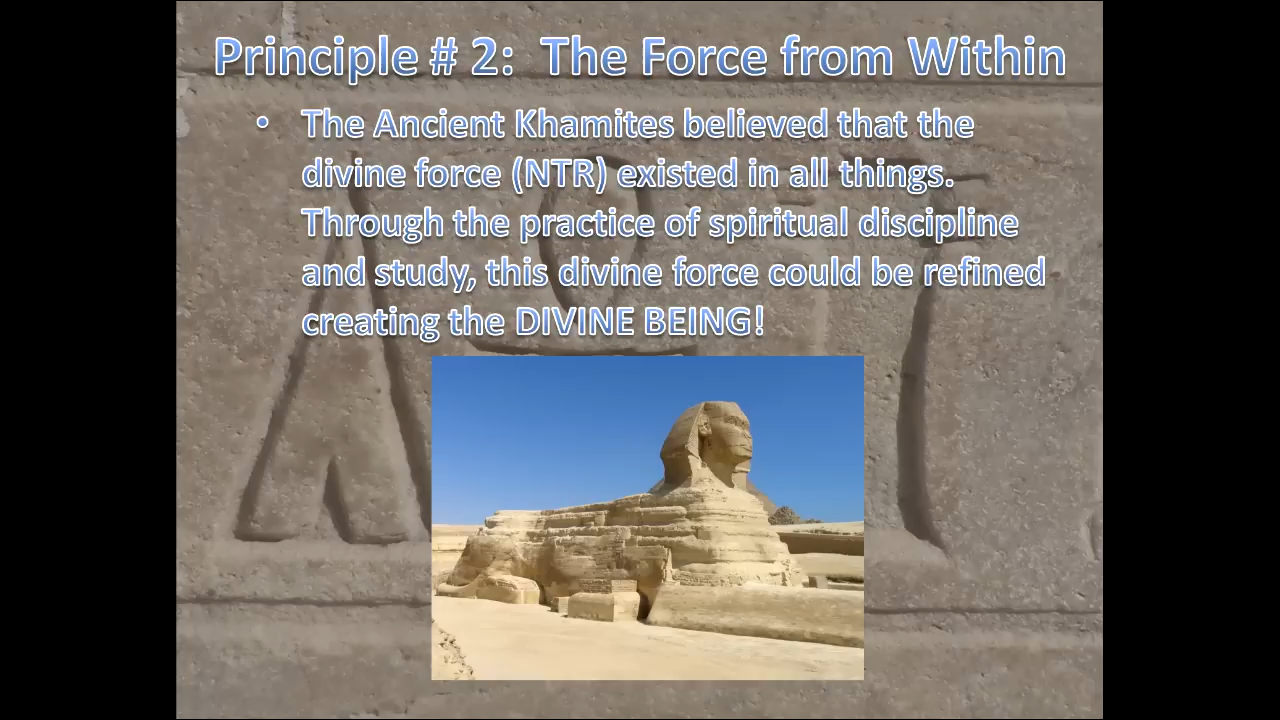 Principle # 2:  The Force from Within
• The Ancient Khamites believed that the
divine force (NTR) existed in all things.
Through the practice of spiritual discipline
and study, this divine force could be refined
creating the DIVINE BEING!